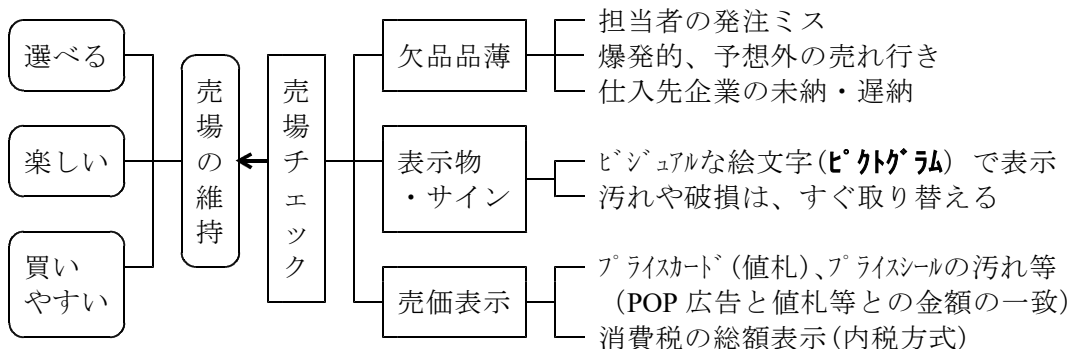 選べる
楽しい
買い
やすい
売場の維持
売場チェック
欠品品薄
担当者の発注ミス
爆発的、予想外の売れ行き
仕入先企業の未納・遅納
表示物
・サイン
ﾋﾞｼﾞｭｱﾙな絵文字(ﾋﾟｸﾄｸﾞﾗﾑ) で表示
汚れや破損は、すぐ取り替える
売価表示
ﾌﾟﾗｲｽｶｰﾄﾞ(値札)、ﾌﾟﾗｲｽｼｰﾙの汚れ等
（POP 広告と値札等との金額の一致）
消費税の総額表示(内税方式)